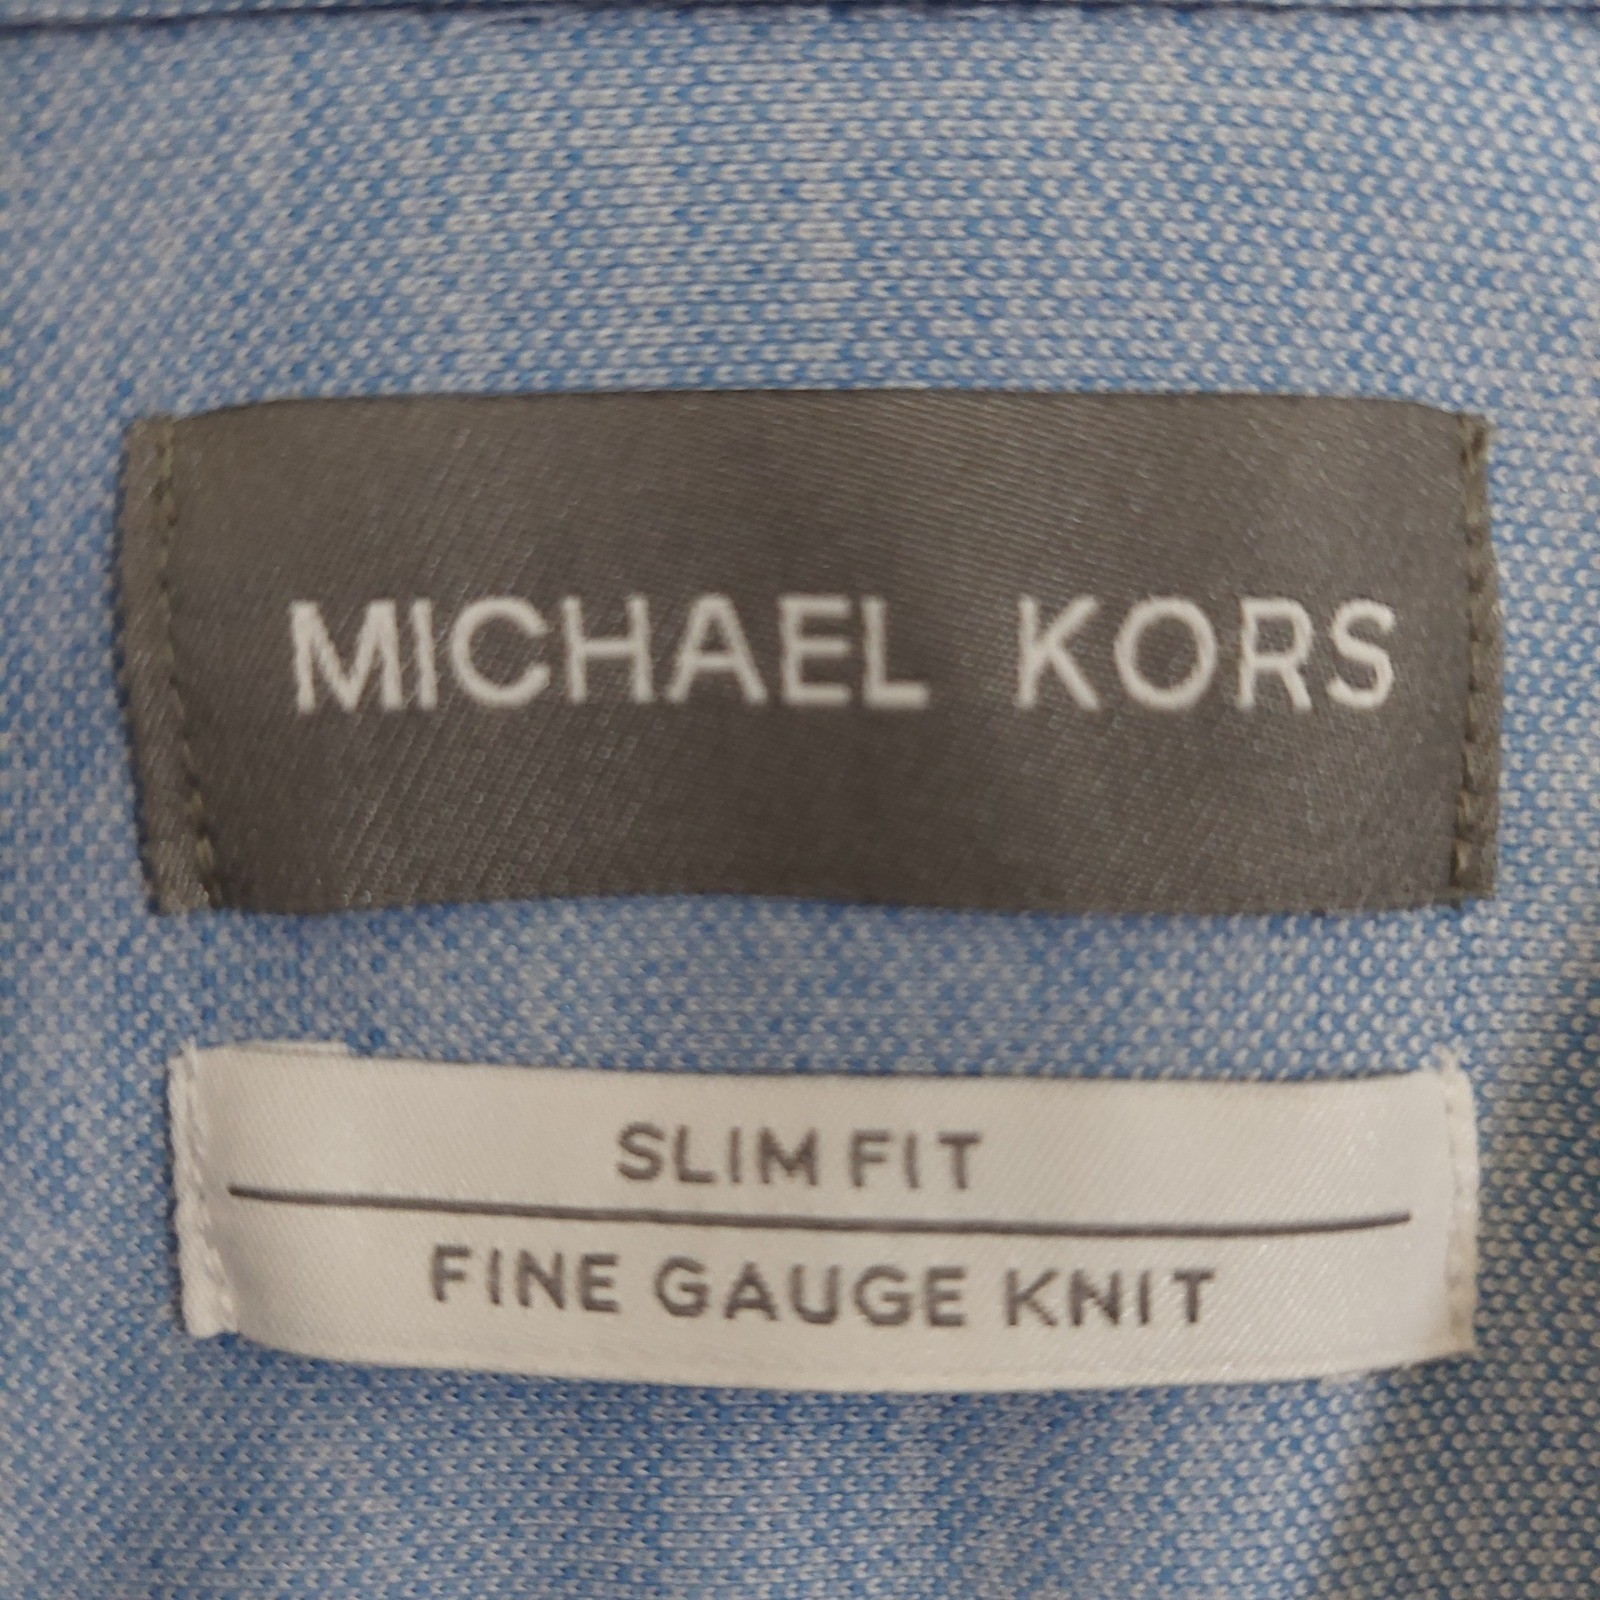 MICHAEL KORS
SLIM FIT
FINE GAUGE KNIT